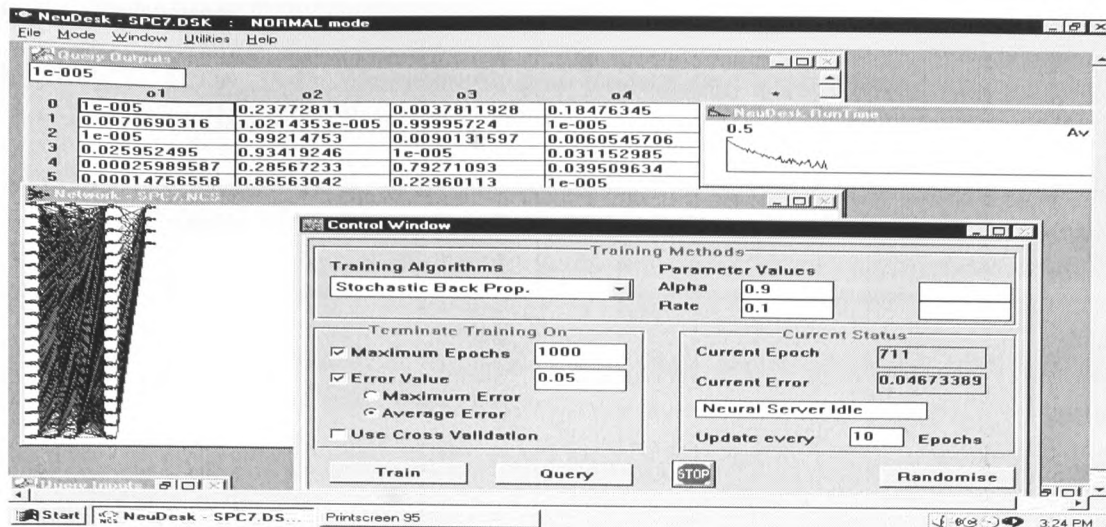 NeuDesk - SPC7.DSK : NORMAL mode
File Mode Window Utilities Help
Query Outputs
1e-005
o1 o2 o3 o4
0 1e-005 0.23772811 0.0037811928 0.18476345
1 0.0070690316 1.0214353e-005 0.99995724 1e-005
2 1e-005 0.99214753 0.0090131597 0.0060545706
3 0.025952495 0.93419246 1e-005 0.031152985
4 0.00025989587 0.28567233 0.79271093 0.039509634
5 0.00014756558 0.86563042 0.22960113 1e-005
NeuDesk RunTime
0.5 Av
Network - SPC7.NCS
Control Window
Training Methods
Training Algorithms
Stochastic Back Prop.
Parameter Values
Alpha 0.9
Rate 0.1
Terminate Training On
Maximum Epochs 1000
Error Value 0.05
Maximum Error
Average Error
Use Cross Validation
Current Status
Current Epoch 711
Current Error 0.04673389
Neural Server Idle
Update every 10 Epochs
Train Query STOP Randomise
Query Inputs
Start NeuDesk - SPC7.DS... Printscreen 95 3:24 PM